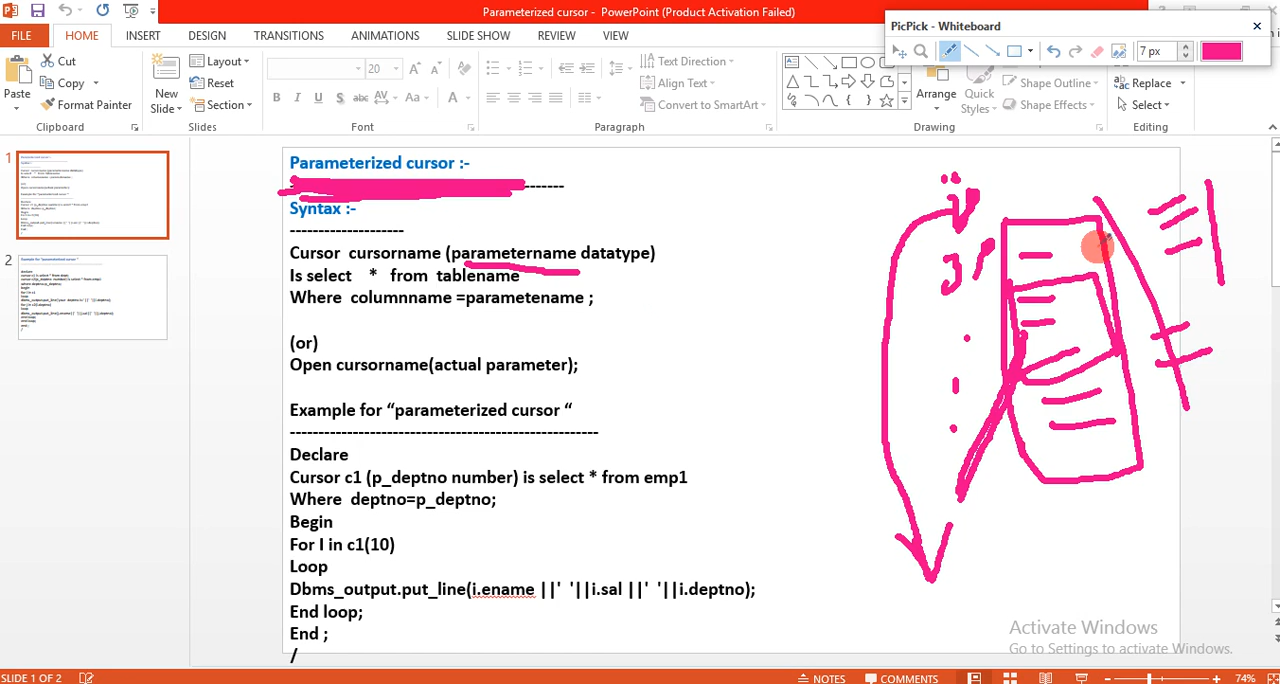 Parameterized cursor - PowerPoint (Product Activation Failed)
PicPick - Whiteboard
FILE HOME INSERT DESIGN TRANSITIONS ANIMATIONS SLIDE SHOW REVIEW VIEW
7 px
Paste
Cut
Copy
Format Painter
Clipboard
New Slide
Layout
Reset
Section
Slides
20
B I U S abc AV Aa A
Font
Text Direction
Align Text
Convert to SmartArt
Paragraph
Arrange
Quick Styles
Shape Outline
Shape Effects
Drawing
Replace
Select
Editing
1
2
Parameterized cursor :-
-------
Syntax :-
--------------------
Cursor cursorname (parametername datatype)
Is select * from tablename
Where columnname =parametename ;
(or)
Open cursorname(actual parameter);
Example for “parameterized cursor “
------------------------------------------------------
Declare
Cursor c1 (p_deptno number) is select * from emp1
Where deptno=p_deptno;
Begin
For I in c1(10)
Loop
Dbms_output.put_line(i.ename ||' '||i.sal ||' '||i.deptno);
End loop;
End ;
/
Activate Windows
Go to Settings to activate Windows.
SLIDE 1 OF 2
NOTES
COMMENTS
74%